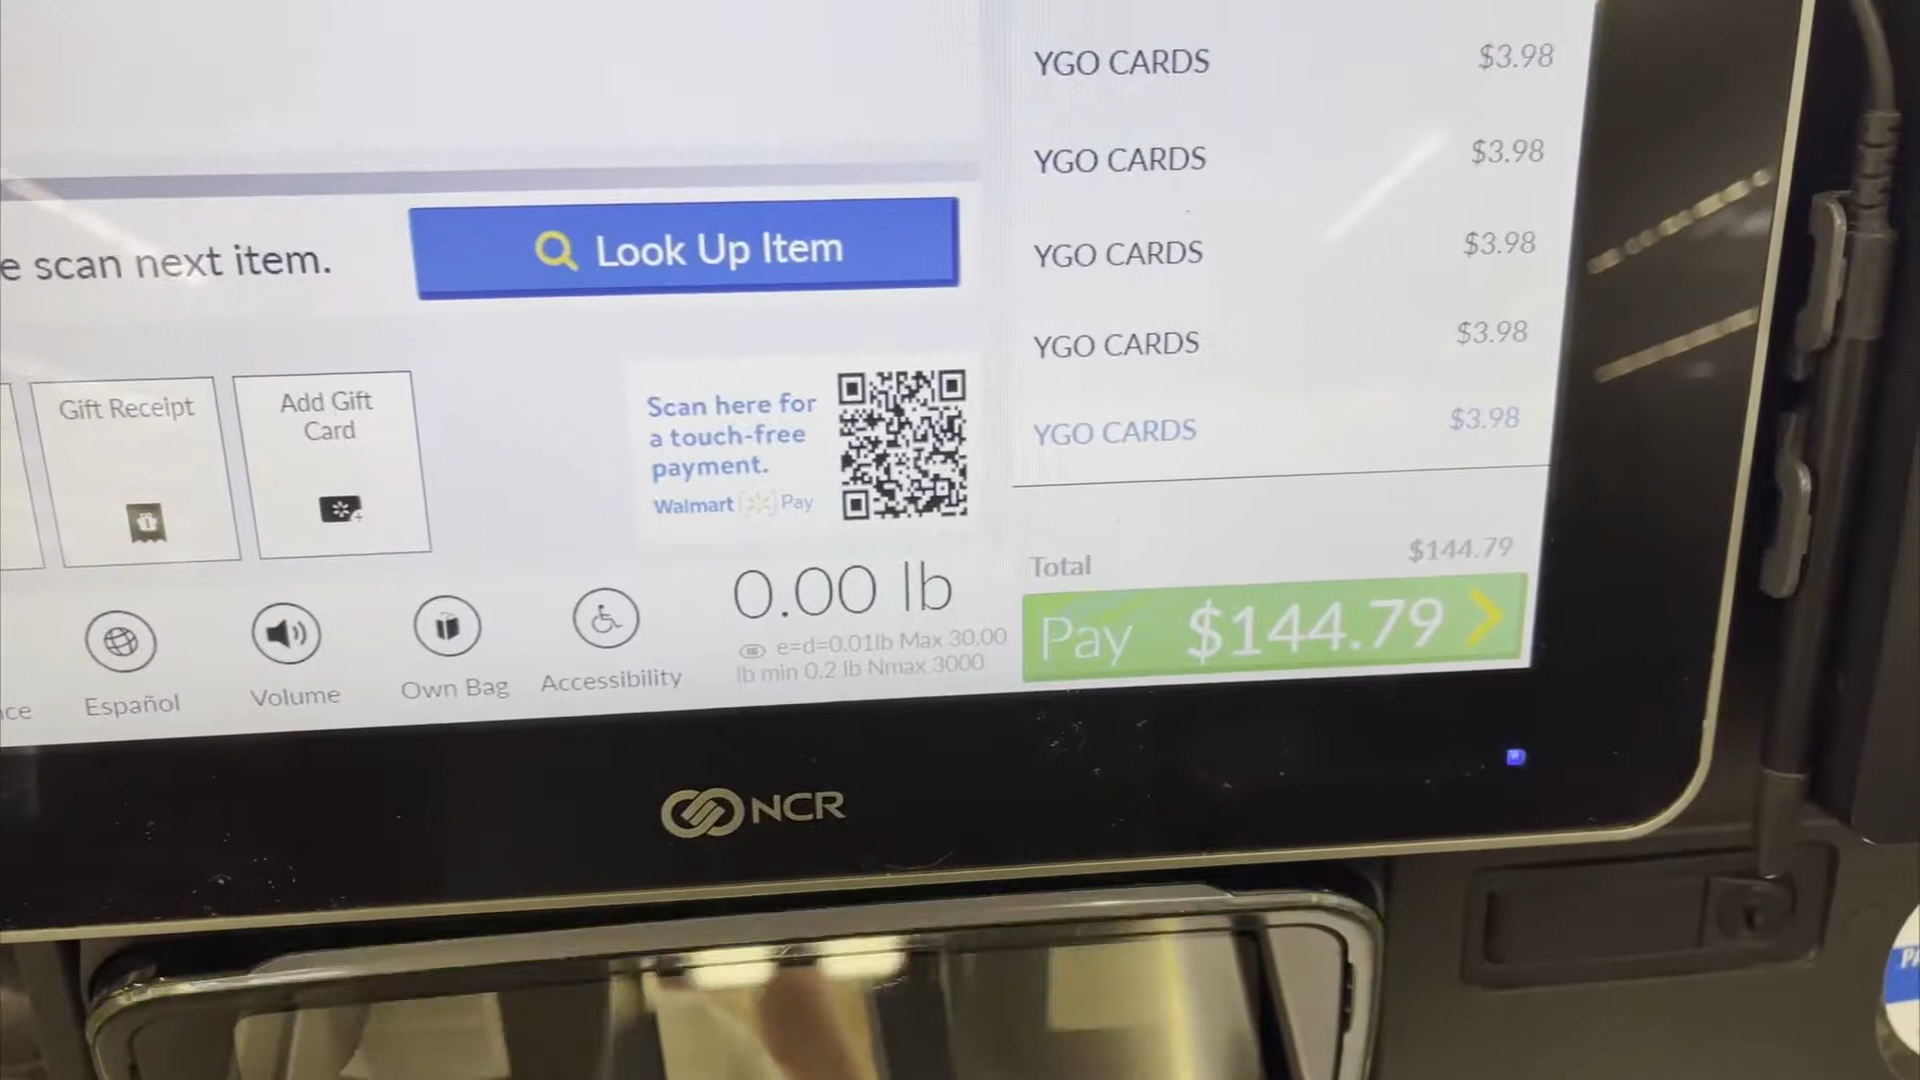 YGO CARDS $3.98
YGO CARDS $3.98
YGO CARDS $3.98
YGO CARDS $3.98
YGO CARDS $3.98
e scan next item.
Look Up Item
Gift Receipt
Add Gift
Card
Scan here for
a touch-free
payment.
Walmart Pay
0.00 lb
e=d=0.01lb Max 30.00
lb min 0.2 lb Nmax 3000
Total $144.79
Pay $144.79
ce
Español
Volume
Own Bag
Accessibility
NCR